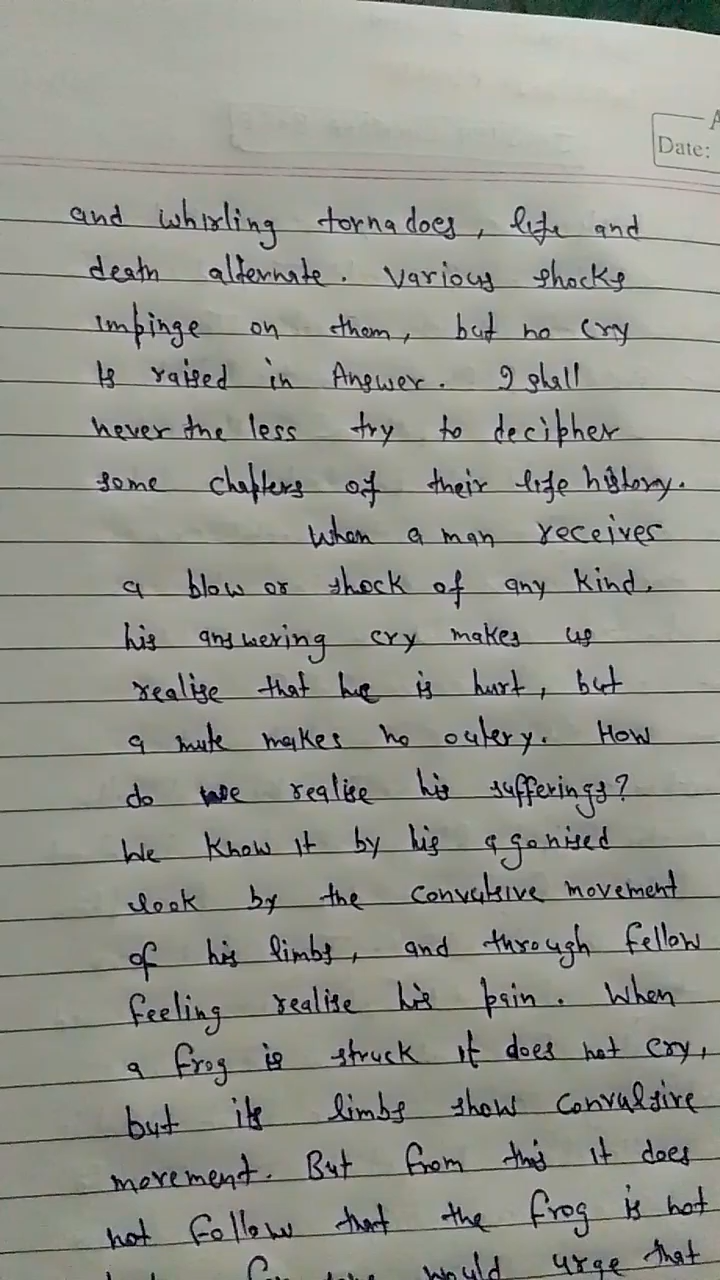 Date:
and whirling tornadoes, life and
death alternate. Various shocks
impinge on them, but no cry
Is raised in Answer. I shall
never the less try to decipher
some chapters of their life history.
When a man receives
a blow or shock of any kind.
his answering cry makes us
realise that he is hurt, but
a mute makes no outery. How
do we realise his sufferings?
We know it by his agonised
look by the convulsive movement
of his limbs, and through fellow
feeling realise his pain. When
a frog is struck it does not cry,
but its limbs show convulsive
movement. But from this it does
not follow that the frog is not
would urge that